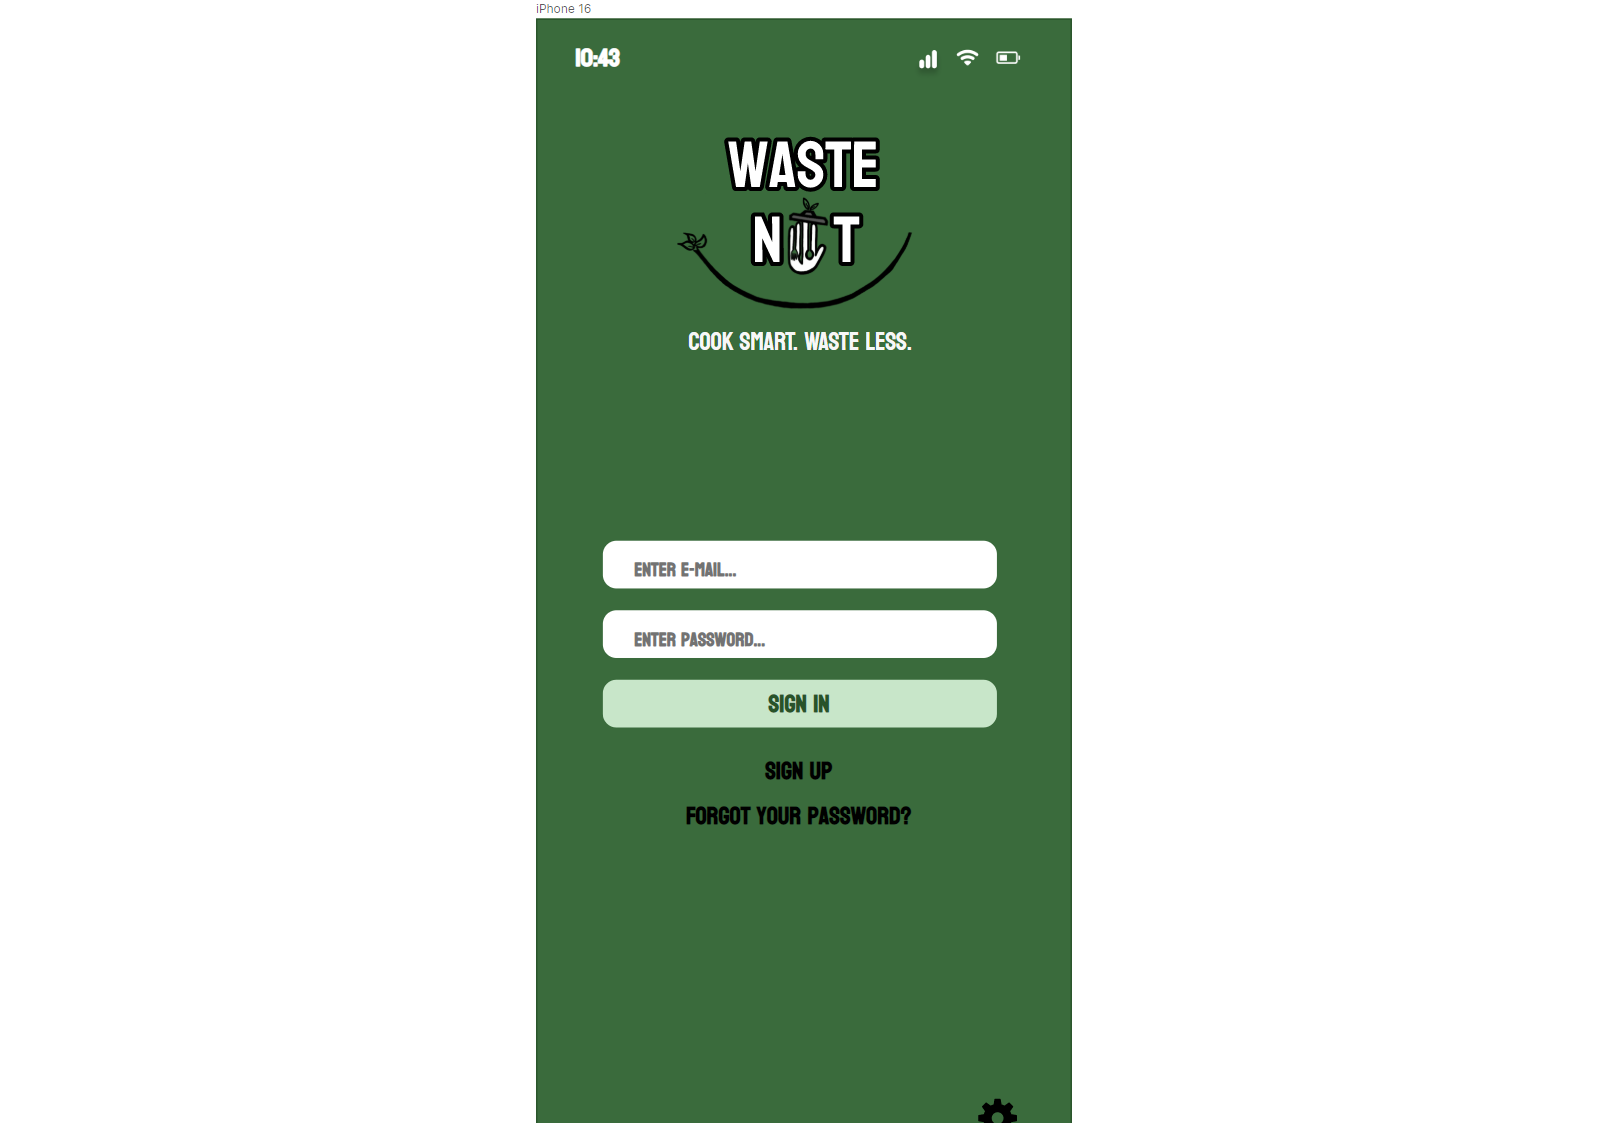 iPhone 16
10:43
WASTE
NOT
COOK SMART. WASTE LESS.
ENTER E-MAIL...
ENTER PASSWORD...
SIGN IN
SIGN UP
FORGOT YOUR PASSWORD?